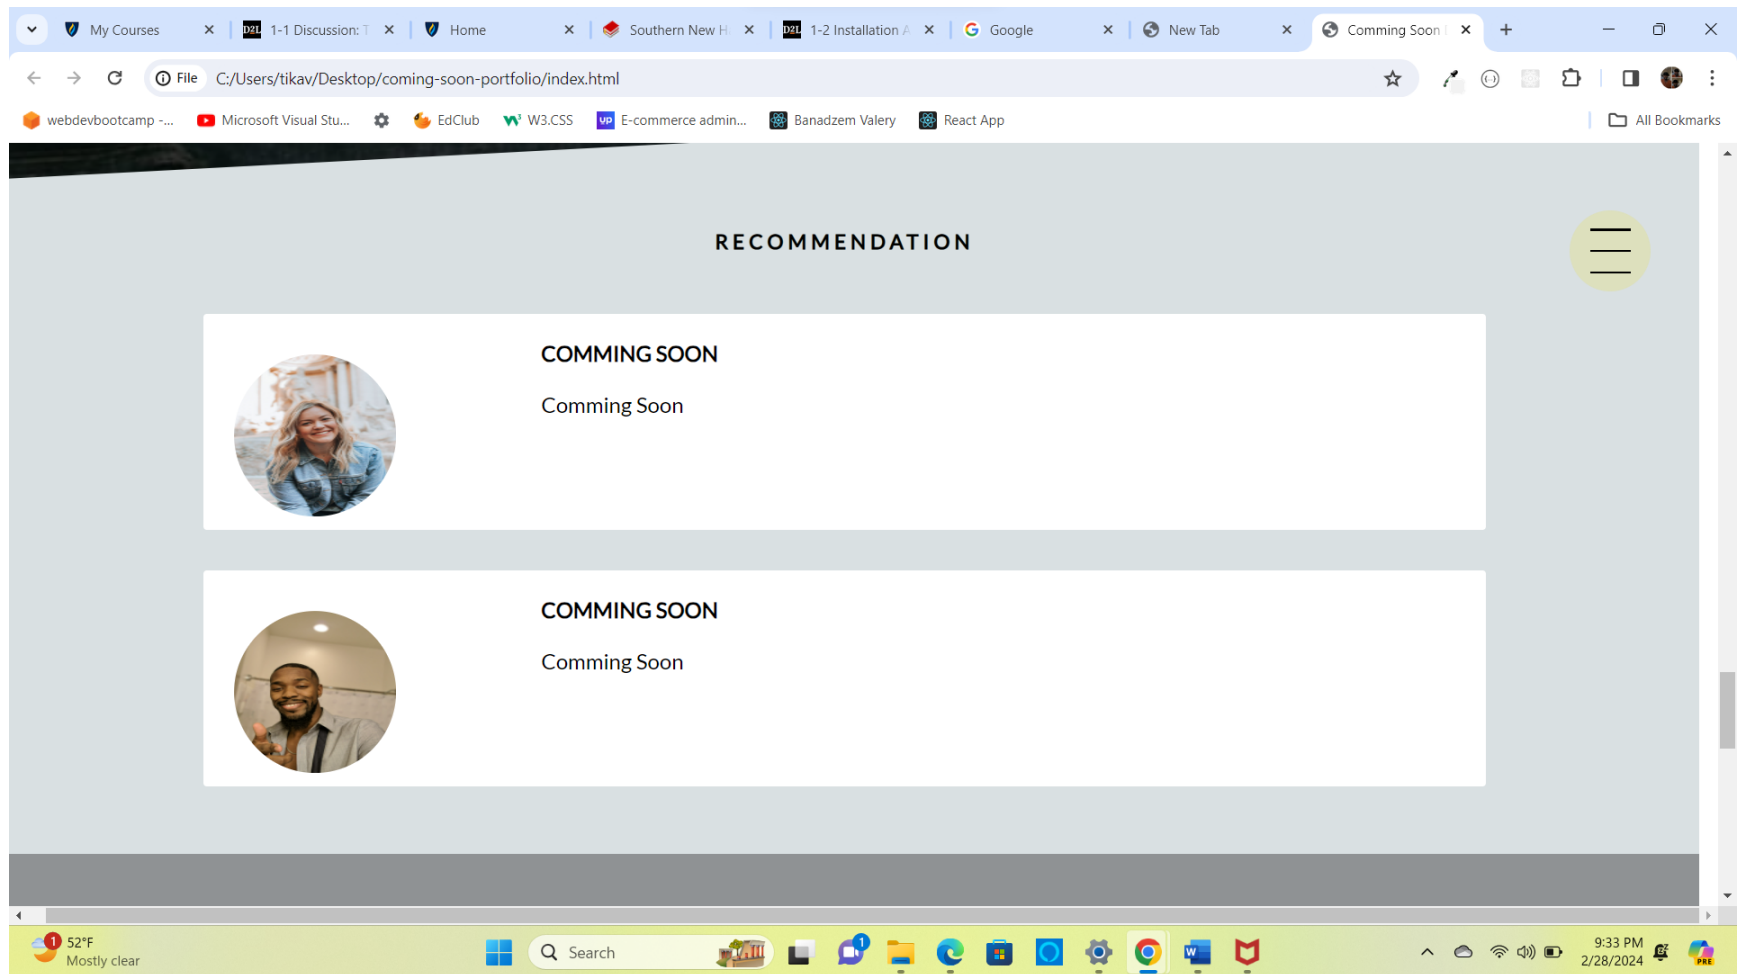 My Courses
1-1 Discussion: T
Home
Southern New H
1-2 Installation A
Google
New Tab
Comming Soon
File
C:/Users/tikav/Desktop/coming-soon-portfolio/index.html
webdevbootcamp -...
Microsoft Visual Stu...
EdClub
W3.CSS
E-commerce admin...
Banadzem Valery
React App
All Bookmarks
RECOMMENDATION
COMMING SOON
Comming Soon
COMMING SOON
Comming Soon
1
52°F
Mostly clear
Search
1
9:33 PM
2/28/2024
PRE